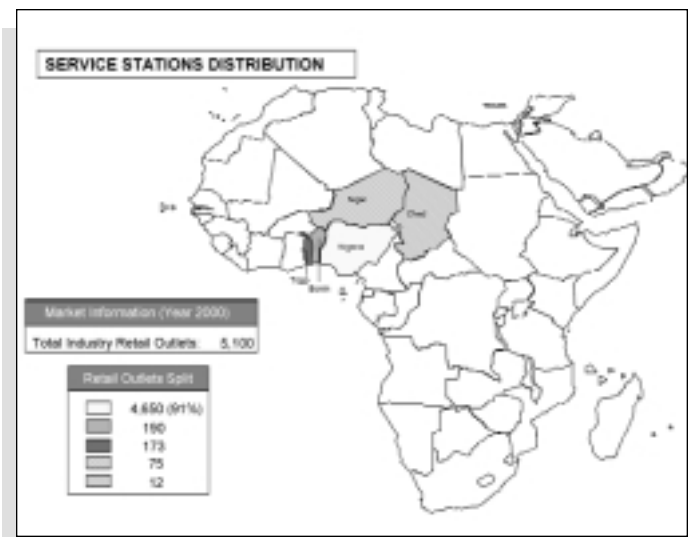 SERVICE STATIONS DISTRIBUTION
Niger
Chad
Nigeria
Togo
Benin
Market Information (Year 2000)
Total Industry Retail Outlets: 5,100
Retail Outlets Split
4,650 (91%)
190
173
75
12